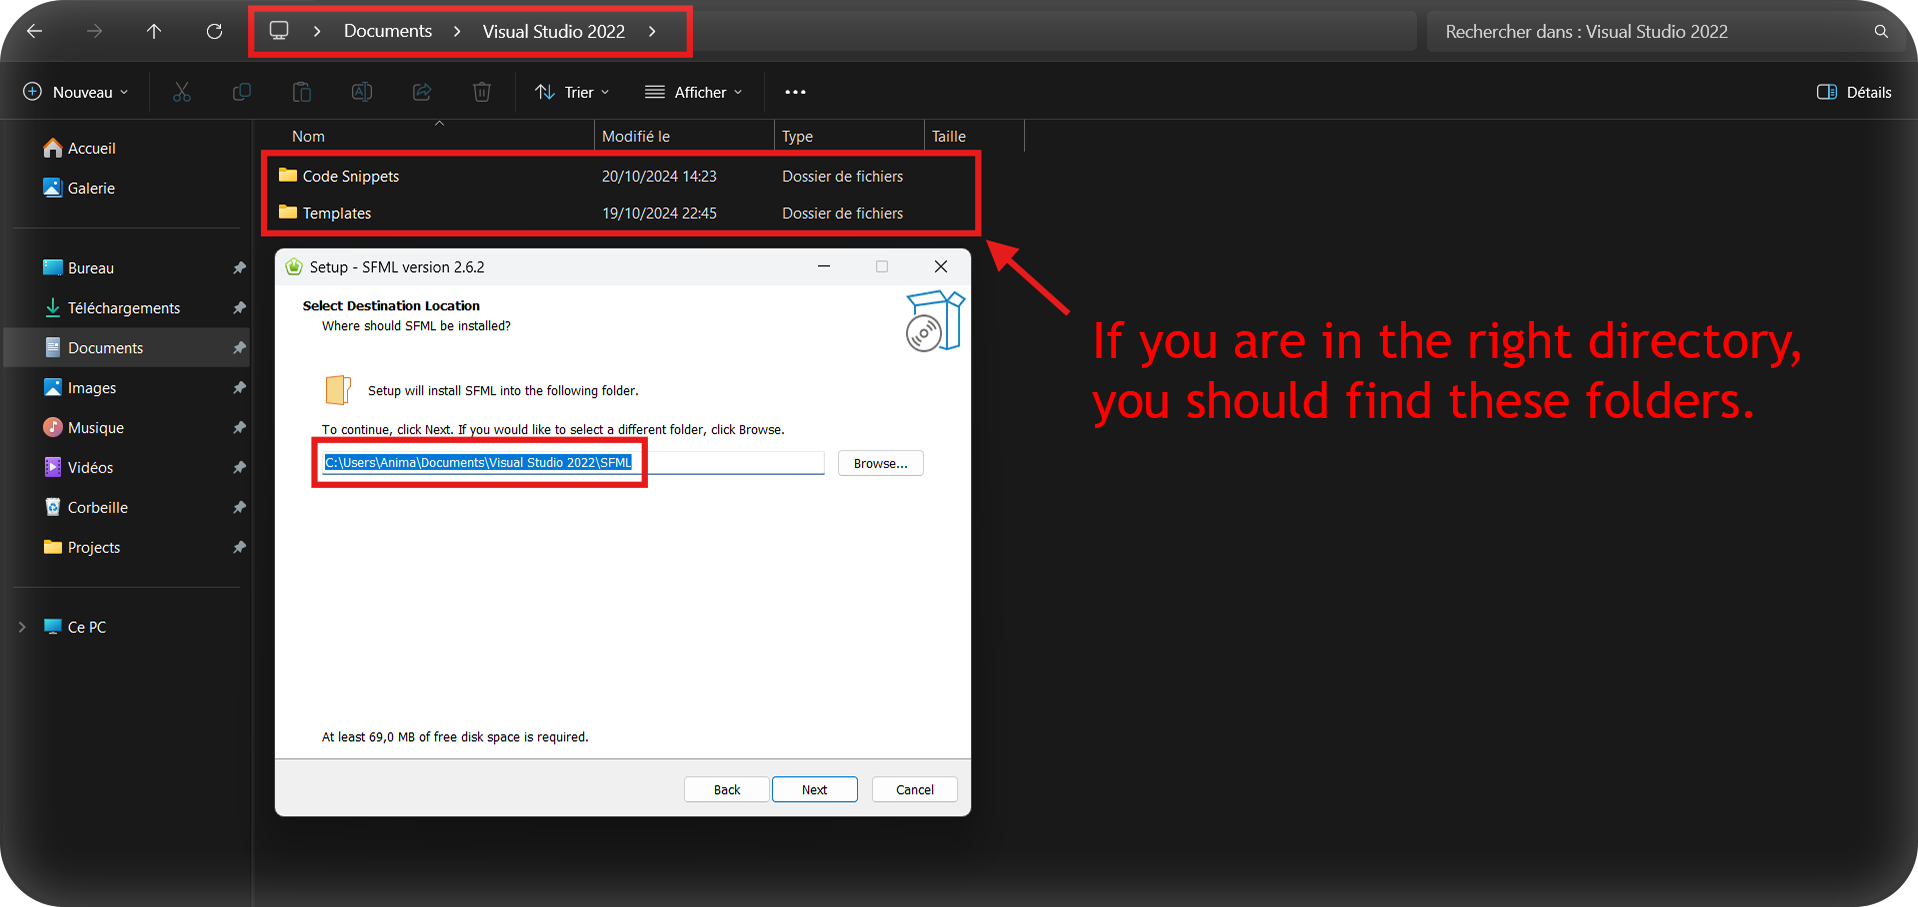 Documents
Visual Studio 2022
Rechercher dans : Visual Studio 2022
Nouveau
Trier
Afficher
Détails
Nom
Modifié le
Type
Taille
Accueil
Galerie
Bureau
Téléchargements
Documents
Images
Musique
Vidéos
Corbeille
Projects
Ce PC
Code Snippets 20/10/2024 14:23 Dossier de fichiers
Templates 19/10/2024 22:45 Dossier de fichiers
Setup - SFML version 2.6.2
Select Destination Location
Where should SFML be installed?
Setup will install SFML into the following folder.
To continue, click Next. If you would like to select a different folder, click Browse.
C:\Users\Anima\Documents\Visual Studio 2022\SFML
Browse...
At least 69,0 MB of free disk space is required.
Back
Next
Cancel
If you are in the right directory,
you should find these folders.